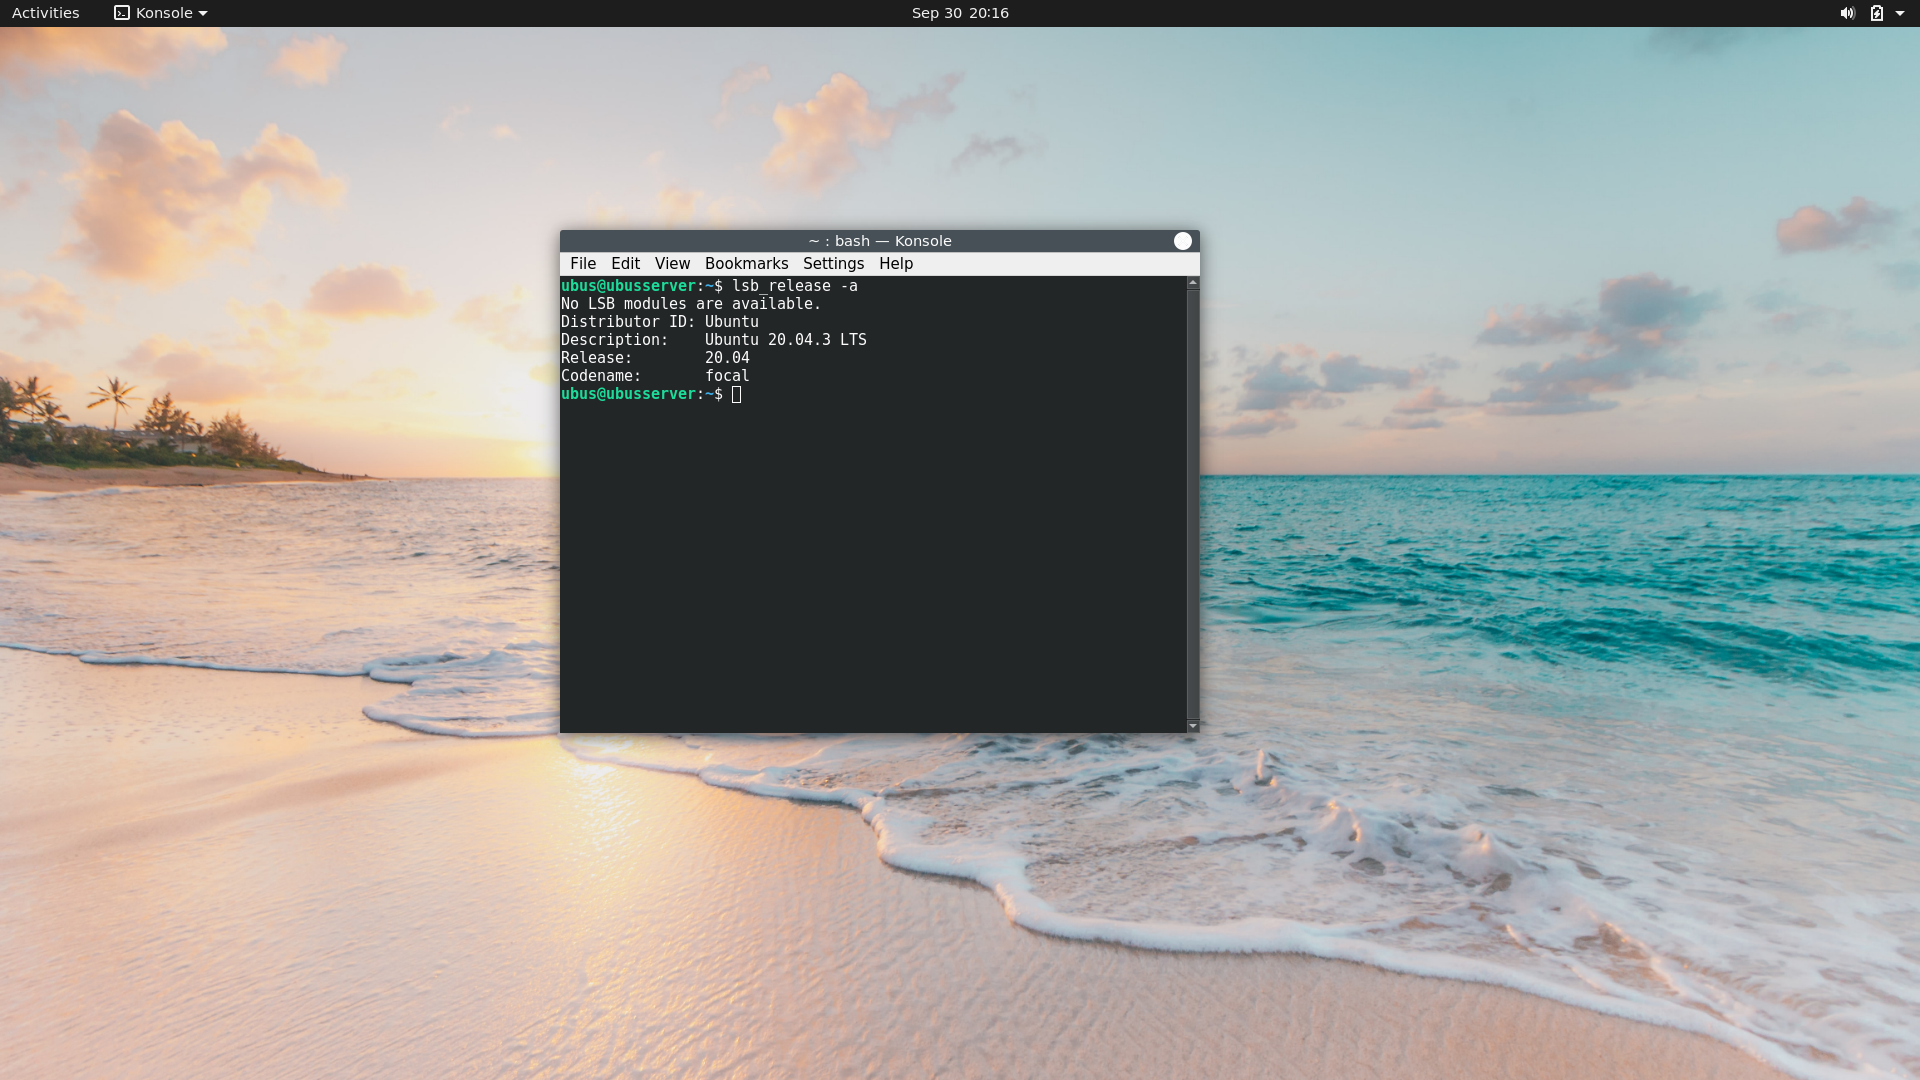 Activities Konsole Sep 30 20:16
~ : bash — Konsole
File Edit View Bookmarks Settings Help
ubus@ubusserver:~$ lsb_release -a
No LSB modules are available.
Distributor ID: Ubuntu
Description:    Ubuntu 20.04.3 LTS
Release:        20.04
Codename:       focal
ubus@ubusserver:~$